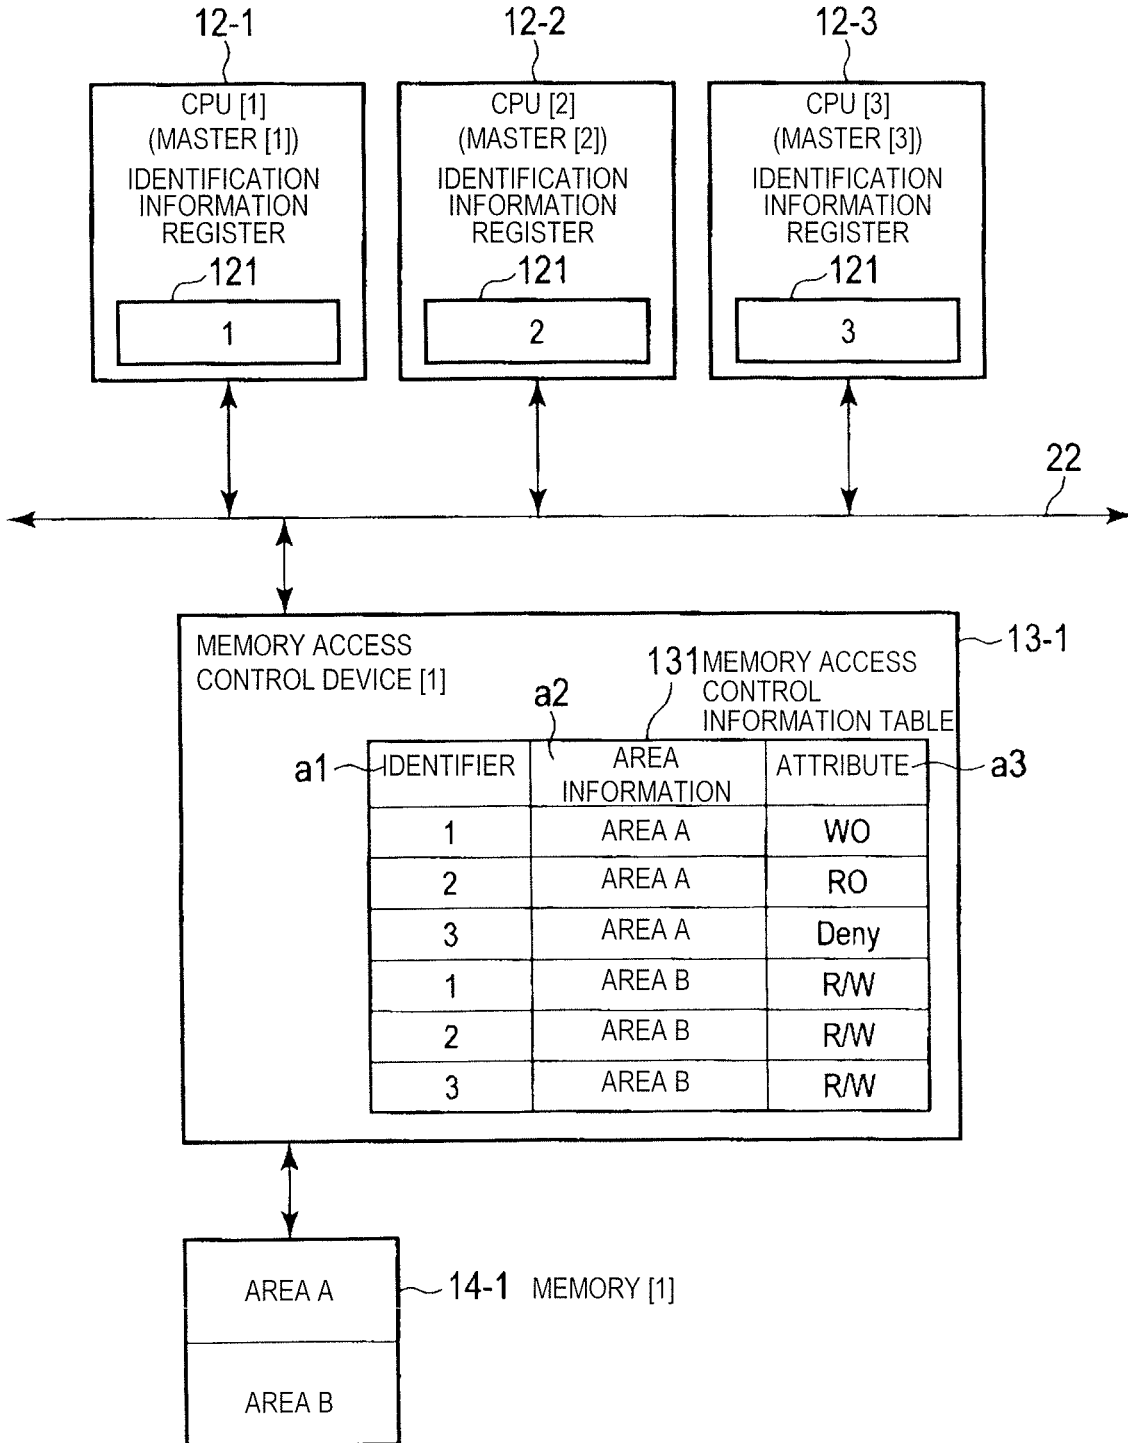 12-1
12-2
12-3
CPU [1]
(MASTER [1])
IDENTIFICATION
INFORMATION
REGISTER
121
1
CPU [2]
(MASTER [2])
IDENTIFICATION
INFORMATION
REGISTER
121
2
CPU [3]
(MASTER [3])
IDENTIFICATION
INFORMATION
REGISTER
121
3
22
13-1
MEMORY ACCESS
CONTROL DEVICE [1]
131 MEMORY ACCESS
CONTROL
INFORMATION TABLE
a2
a1
IDENTIFIER
AREA
INFORMATION
ATTRIBUTE
a3
1 AREA A WO
2 AREA A RO
3 AREA A Deny
1 AREA B R/W
2 AREA B R/W
3 AREA B R/W
AREA A
14-1 MEMORY [1]
AREA B